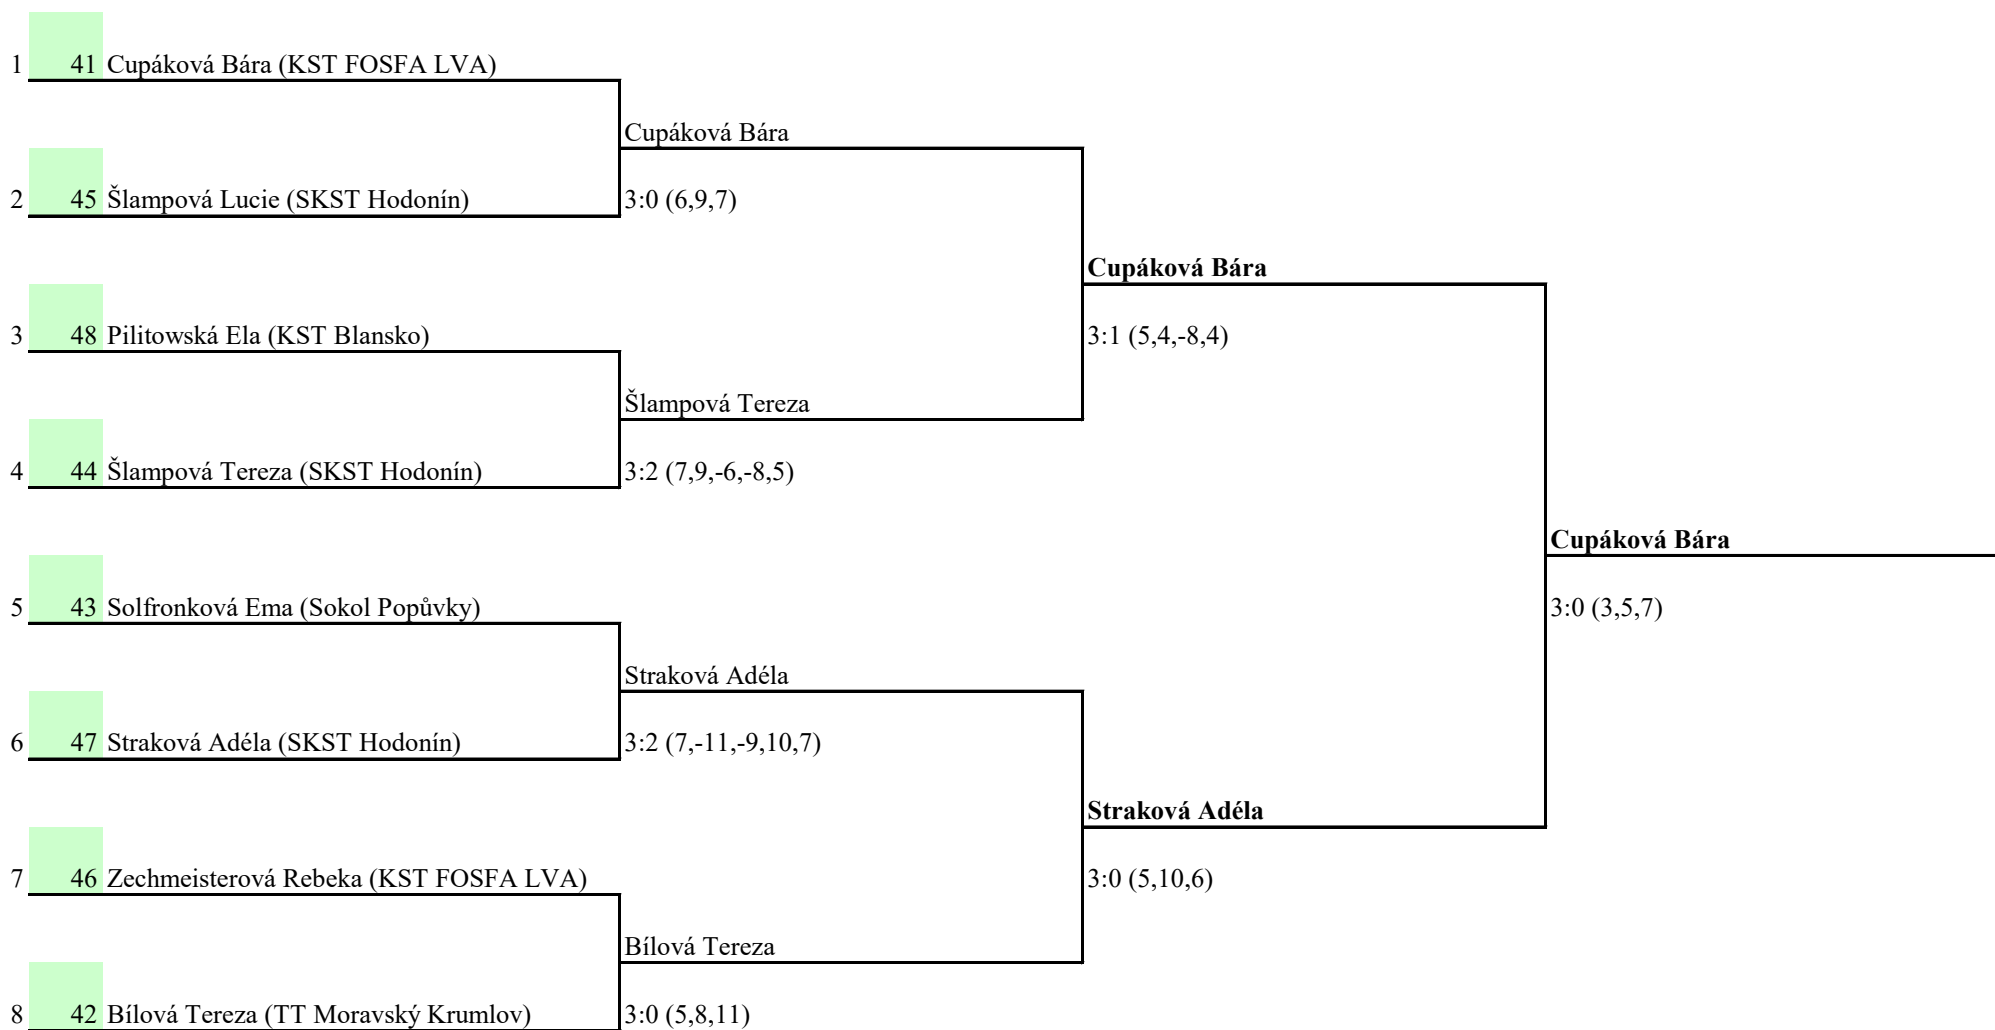 1 41 Cupáková Bára (KST FOSFA LVA)
Cupáková Bára
2 45 Šlampová Lucie (SKST Hodonín) 3:0 (6,9,7)
Cupáková Bára
3 48 Pilitowská Ela (KST Blansko) 3:1 (5,4,-8,4)
Šlampová Tereza
4 44 Šlampová Tereza (SKST Hodonín) 3:2 (7,9,-6,-8,5)
Cupáková Bára
5 43 Solfronková Ema (Sokol Popůvky) 3:0 (3,5,7)
Straková Adéla
6 47 Straková Adéla (SKST Hodonín) 3:2 (7,-11,-9,10,7)
Straková Adéla
7 46 Zechmeisterová Rebeka (KST FOSFA LVA) 3:0 (5,10,6)
Bílová Tereza
8 42 Bílová Tereza (TT Moravský Krumlov) 3:0 (5,8,11)